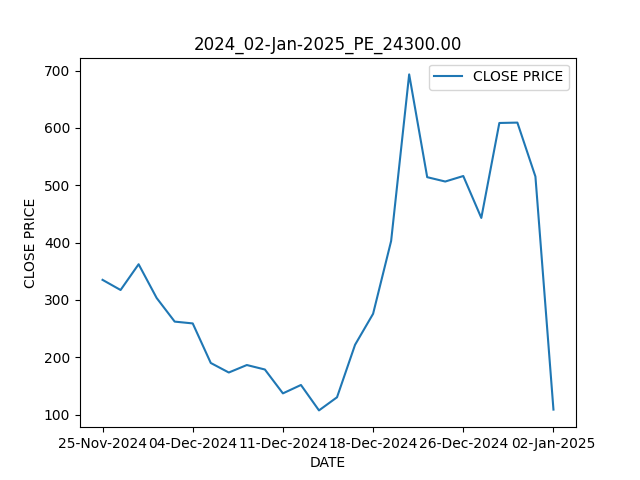 2024_02-Jan-2025_PE_24300.00
CLOSE PRICE
CLOSE PRICE
700
600
500
400
300
200
100
25-Nov-2024 04-Dec-2024 11-Dec-2024 18-Dec-2024 26-Dec-2024 02-Jan-2025
DATE